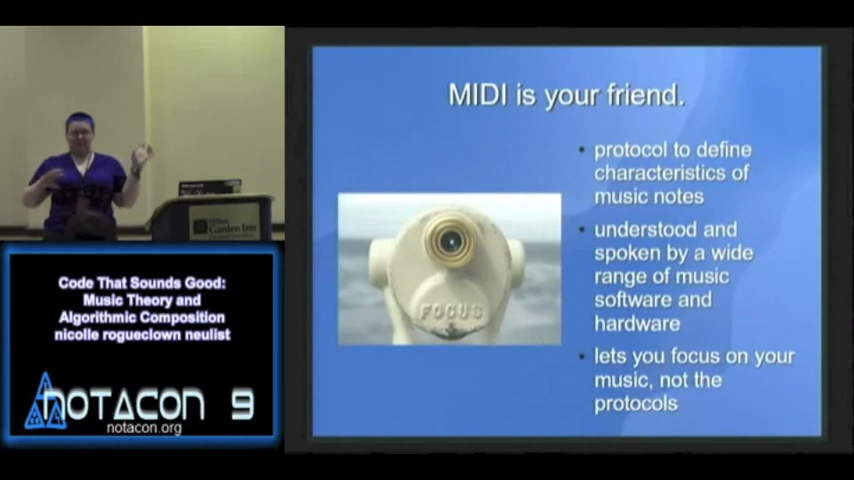 MIDI is your friend.
• protocol to define
characteristics of
music notes
• understood and
spoken by a wide
range of music
software and
hardware
• lets you focus on your
music, not the
protocols
FOCUS
Garden Inn
Code That Sounds Good:
Music Theory and
Algorithmic Composition
nicolle rogueclown neulist
NOTACON 9
notacon.org